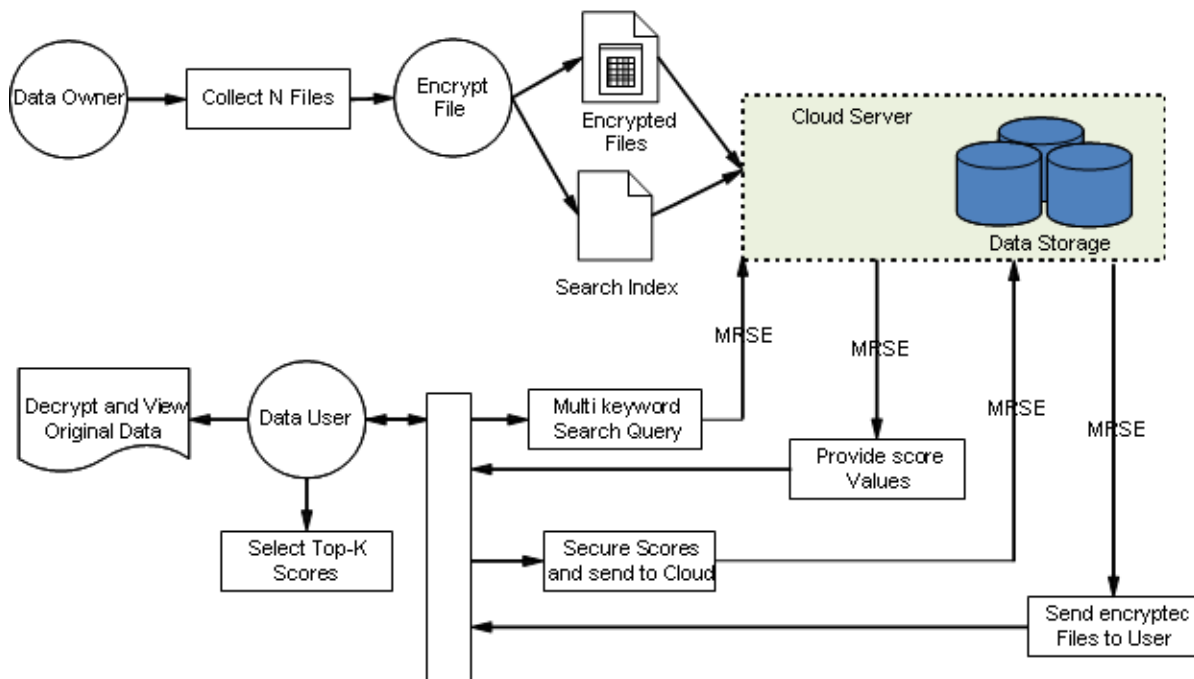 Data Owner
Collect N Files
Encrypt
File
Encrypted
Files
Search Index
Cloud Server
Data Storage
MRSE
MRSE
MRSE
MRSE
Decrypt and View
Original Data
Data User
Multi keyword
Search Query
Provide score
Values
Select Top-K
Scores
Secure Scores
and send to Cloud
Send encryptec
Files to User